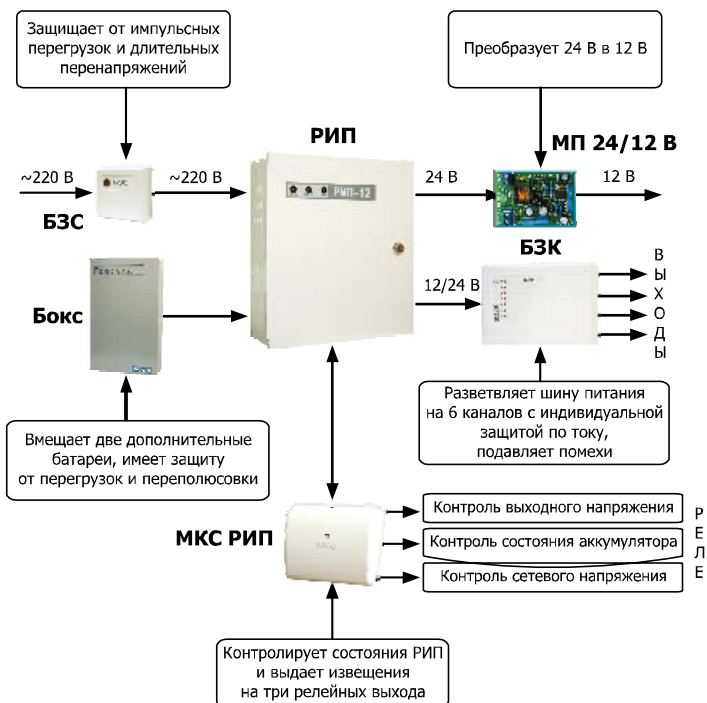 Защищает от импульсных
перегрузок и длительных
перенапряжений
Преобразует 24 В в 12 В
РИП
МП 24/12 В
~220 В
~220 В
24 В
12 В
РИП-12
БЗС
БЗК
Бокс
12/24 В
ВЫХОДЫ
Разветвляет шину питания
на 6 каналов с индивидуальной
защитой по току,
подавляет помехи
Вмещает две дополнительные
батареи, имеет защиту
от перегрузок и переполюсовки
МКС РИП
Контроль выходного напряжения
Контроль состояния аккумулятора
Контроль сетевого напряжения
РЕЛЕ
Контролирует состояния РИП
и выдает извещения
на три релейных выхода